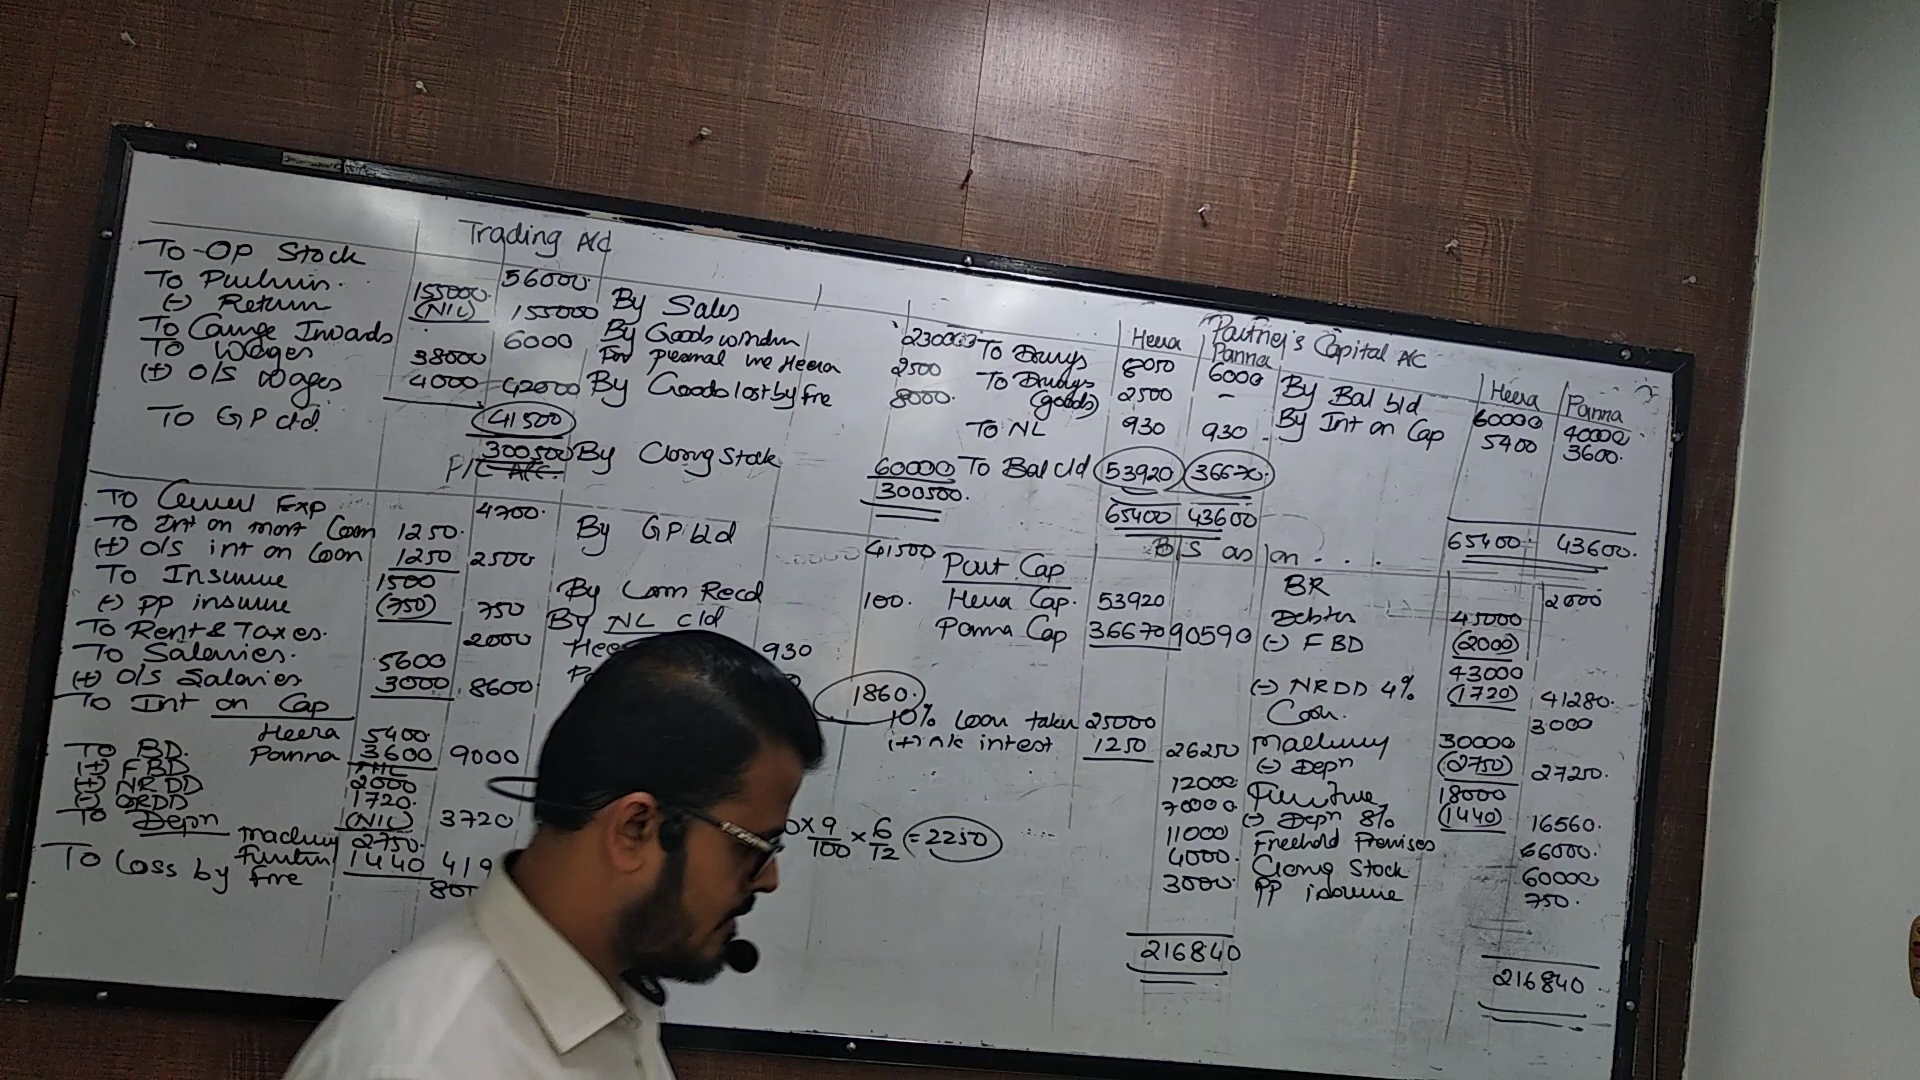 Trading A/C
To OP Stock 56000
To Purchases. 155000
(-) Return (NIL) 155000
To Carriage Inwards 6000
To Wages 38000
(+) O/S Wages 4000 42000
To GP c/d. 41500
300500
By Sales 230000
By Goods
for personal use Heera 2500
By Goods lost by fire 8000.
By Closing Stock 60000
300500.
P/L A/C.
To General Exp 4700.
To Int on mort Loan 1250.
(+) O/S int on Loan 1250 2500
To Insurance 1500
(-) PP insurance (750) 750
To Rent & Taxes. 2000
To Salaries. 5600
(+) O/S Salaries 3000 8600
To Int on Cap
Heera 5400
Panna 3600 9000
To BD.
(+) FBD 2000
(+) NRDD 1720.
(-) ORDD (NIL) 3720
To Depn
machinery 2750.
1440 419
To Loss by fire
By GP b/d 41500
By Comm Recd 100.
By NL c/d
930
1860.
9/100 × 6/12 = 2250
Partner's Capital A/C
Heera Panna
To Drwgs 8050 6000
To Drwgs
(goods) 2500 -
To NL 930 930
To Bal c/d 53920 36670.
65400 43600
Heera Panna
By Bal b/d 60000 40000
By Int on Cap 5400 3600.
65400. 43600.
B/S as on . . .
Part Cap
Heera Cap. 53920
Panna Cap 36670 90590
10% Loan taken 25000
(+) interest 1250 26250
12000
70000
11000
4000.
3000
216840
BR 2000
Debtors 45000
(-) FBD (2000)
43000
(-) NRDD 4% (1720) 41280.
Cash. 3000
Machinery 30000
(-) Depn (2750) 27250.
Furniture 18000
(-) Depn 8% (1440) 16560.
Freehold Premises 66000.
Closing Stock 60000
PP insurance 750.
216840